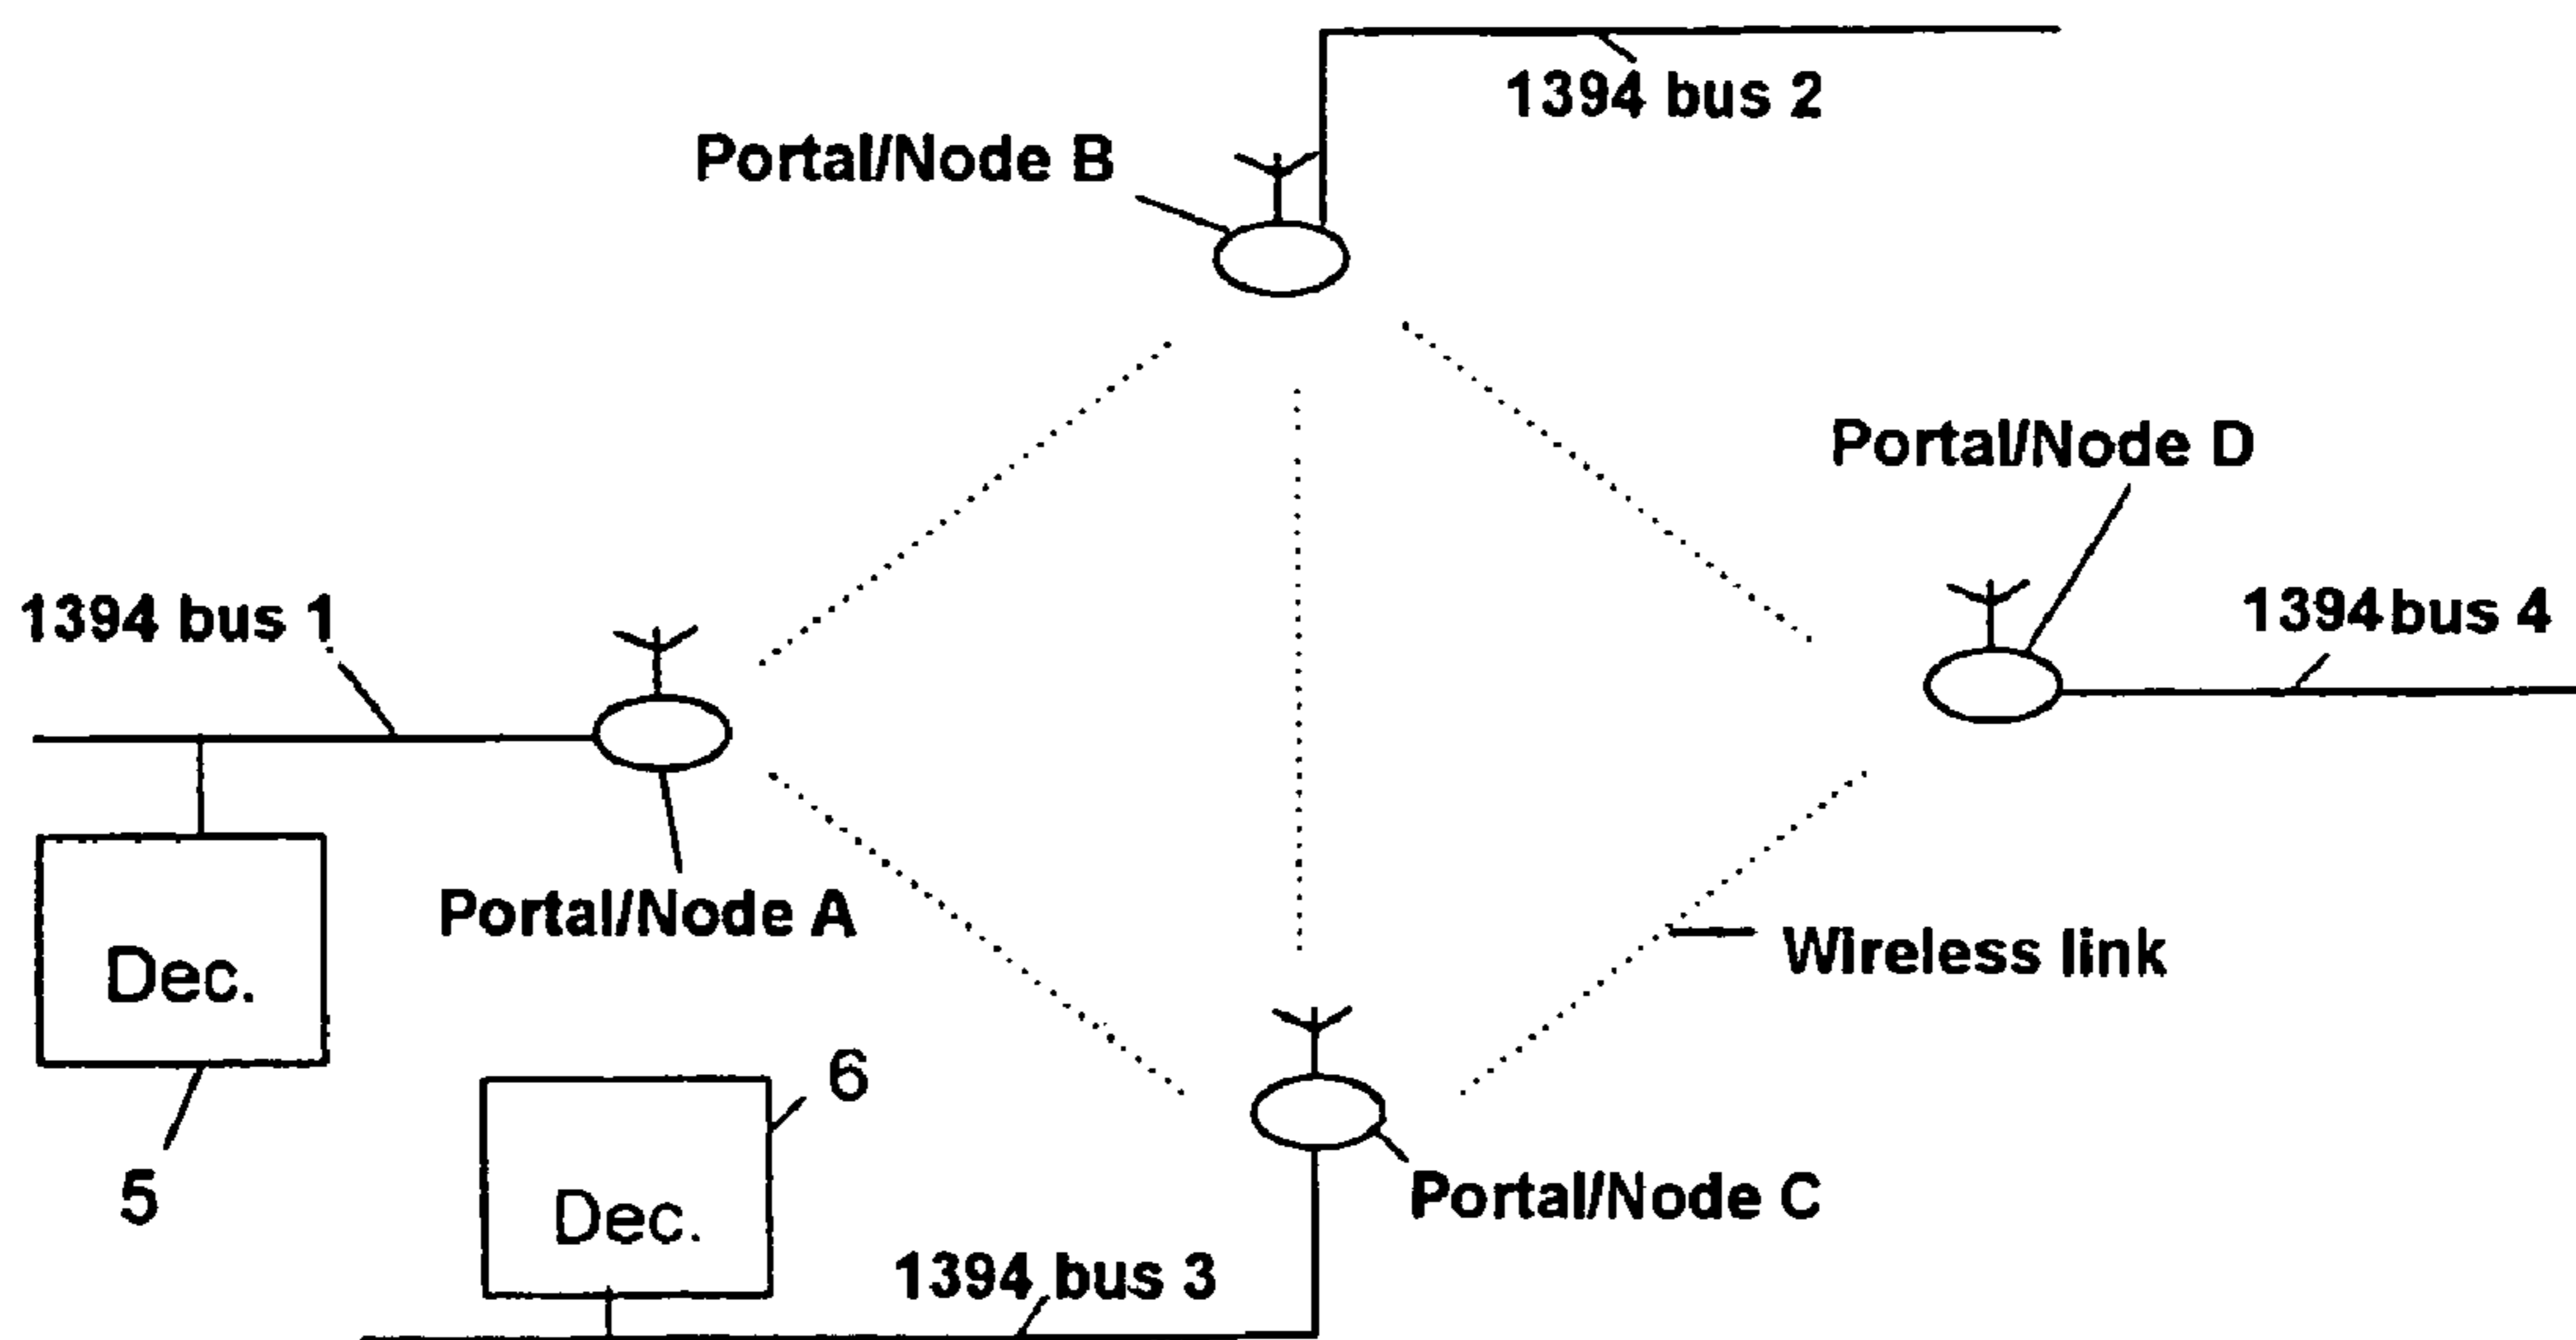 1394 bus 2
Portal/Node B
Portal/Node D
1394 bus 1
1394 bus 4
Portal/Node A
Wireless link
Dec.
6
5
Portal/Node C
Dec.
1394 bus 3